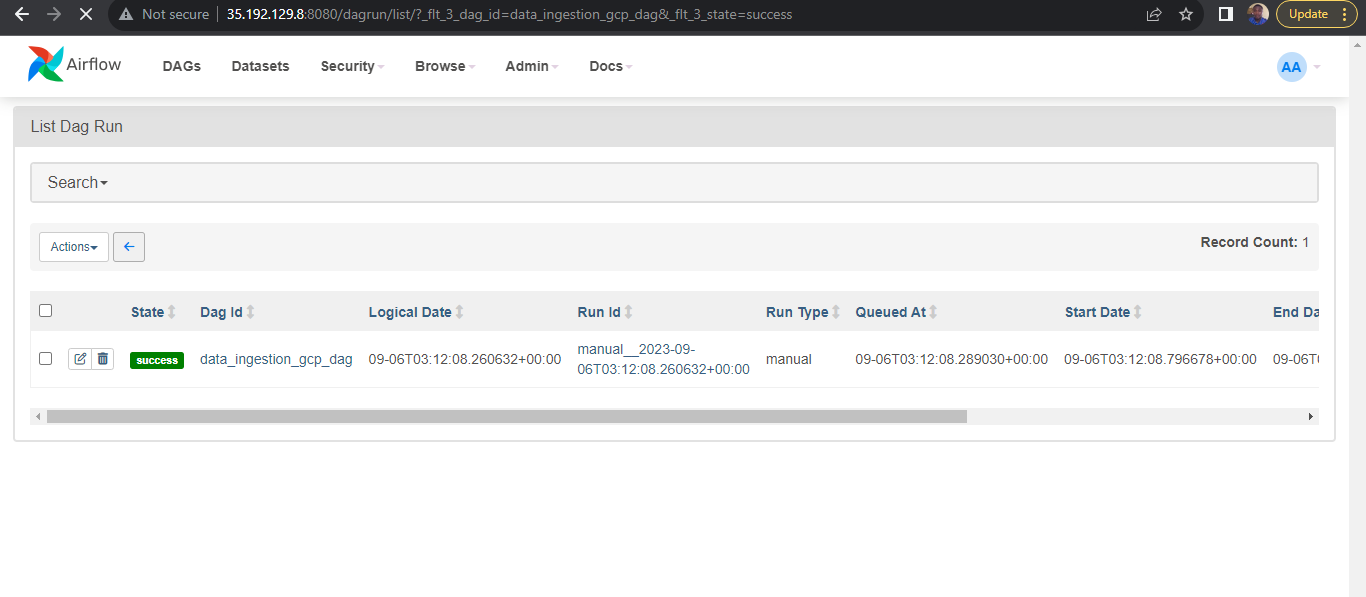 Not secure 35.192.129.8:8080/dagrun/list/?_flt_3_dag_id=data_ingestion_gcp_dag&_flt_3_state=success Update
Airflow DAGs Datasets Security Browse Admin Docs AA
List Dag Run
Search
Actions Record Count: 1
State Dag Id Logical Date Run Id Run Type Queued At Start Date End Da
success data_ingestion_gcp_dag 09-06T03:12:08.260632+00:00 manual__2023-09-
06T03:12:08.260632+00:00 manual 09-06T03:12:08.289030+00:00 09-06T03:12:08.796678+00:00 09-06T